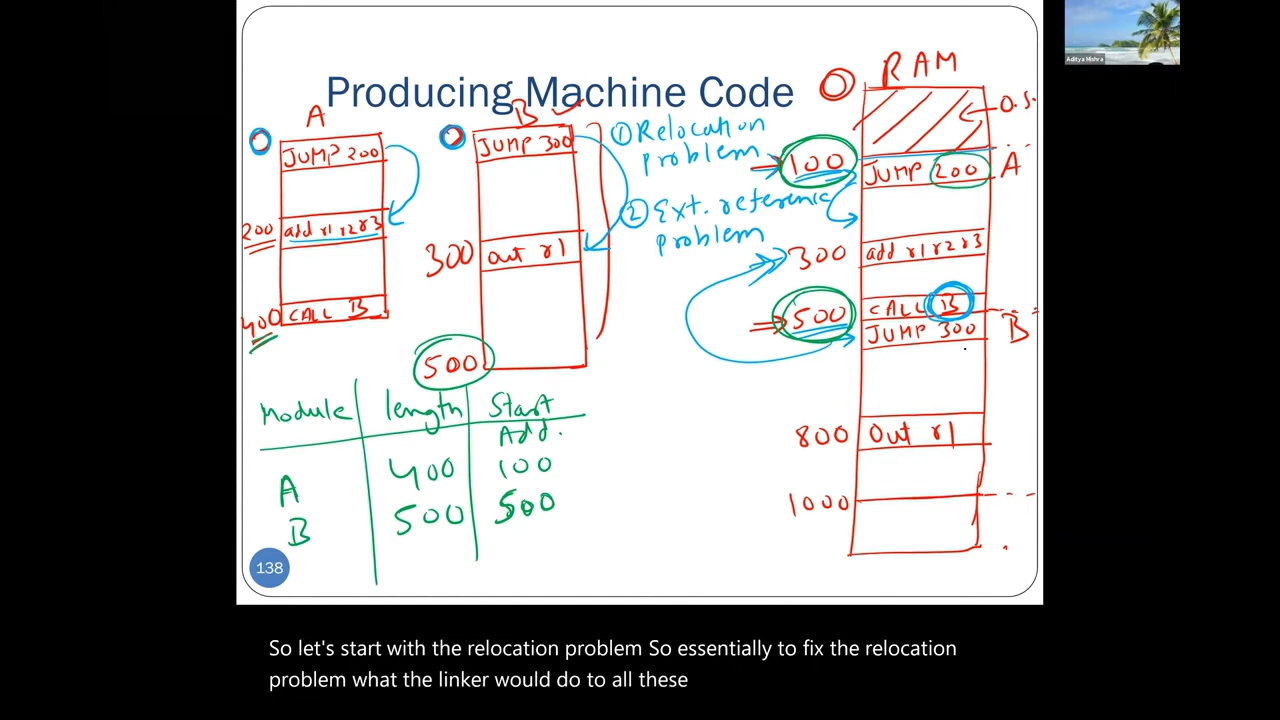 Aditya Mishra
Producing Machine Code
A
JUMP 200
200 add r1 r2 r3
400 CALL B
B
JUMP 300
300 Out r1
500
① Relocation
problem
② Ext. reference
problem
RAM
O.S.
100 JUMP 200 A
300 add r1 r2 r3
500 CALL B
JUMP 300 B
800 Out r1
1000
Module length Start
Add.
A 400 100
B 500 500
138
So let's start with the relocation problem So essentially to fix the relocation
problem what the linker would do to all these